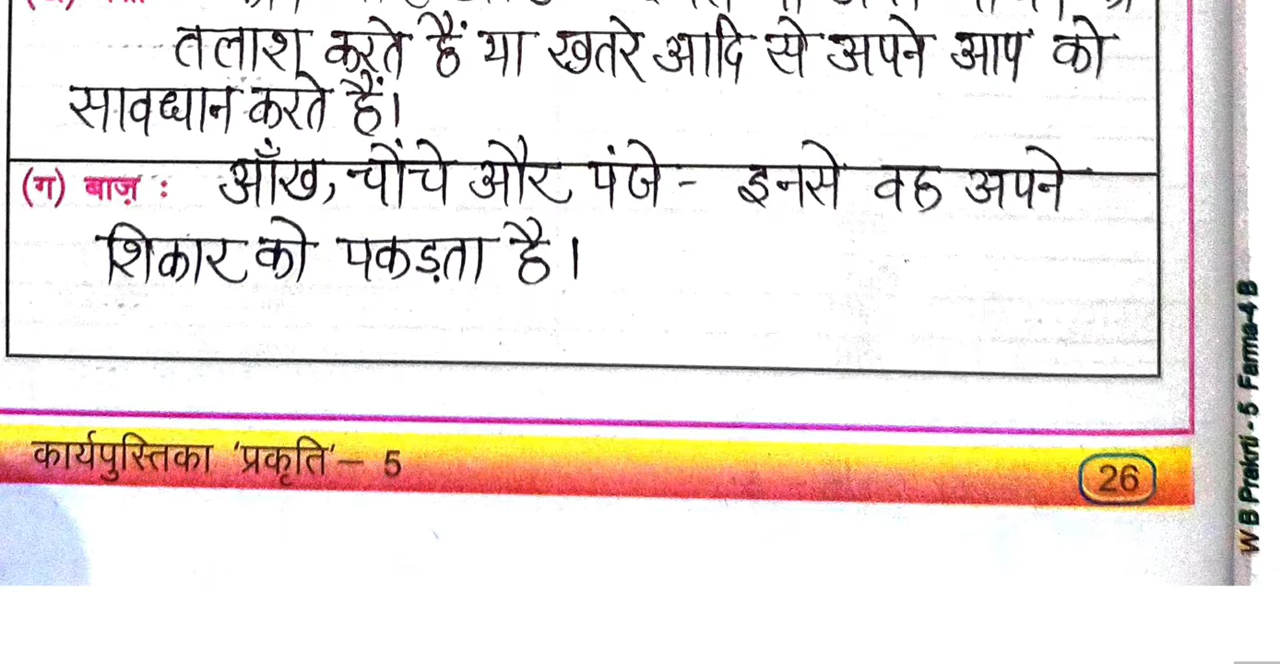 तलाश करते हैं या खतरे आदि से अपने आप को
सावधान करते हैं।
(ग) बाज़ : आँख, चोंचे और पंजे - इनसे वह अपने
शिकार को पकड़ता है।
कार्यपुस्तिका 'प्रकृति' – 5
26
W B Prakrti - 5 Farma-4 B